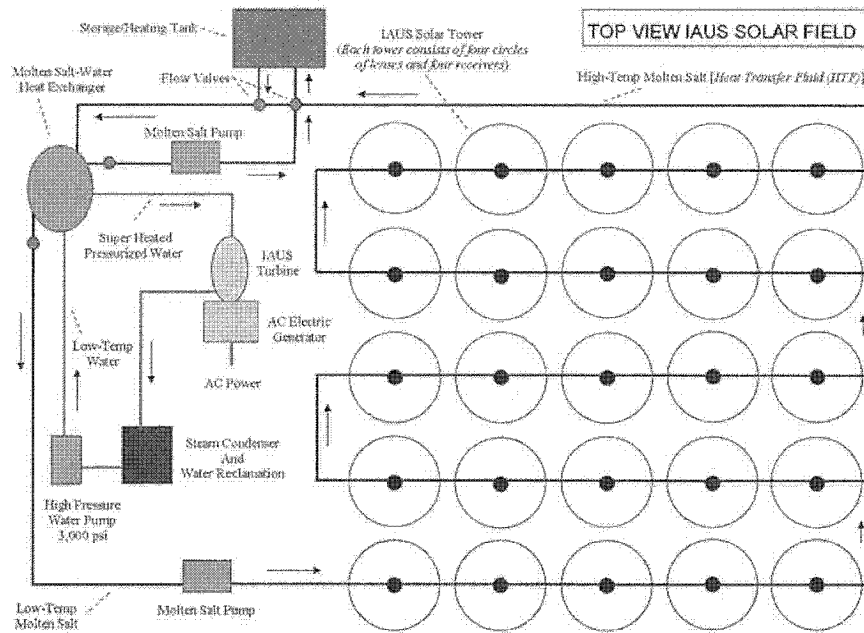 TOP VIEW IAUS SOLAR FIELD
Storage/Heating Tank
IAUS Solar Tower
(Each tower consists of four circles
of lenses and four receivers)
High-Temp Molten Salt [Heat Transfer Fluid (HTF)]
Molten Salt-Water
Heat Exchanger
Flow Valves
Molten Salt Pump
Super Heated
Pressurized Water
IAUS
Turbine
Low-Temp
Water
AC Electric
Generator
AC Power
Steam Condenser
And
Water Reclamation
High Pressure
Water Pump
3,000 psi
Low-Temp
Molten Salt
Molten Salt Pump